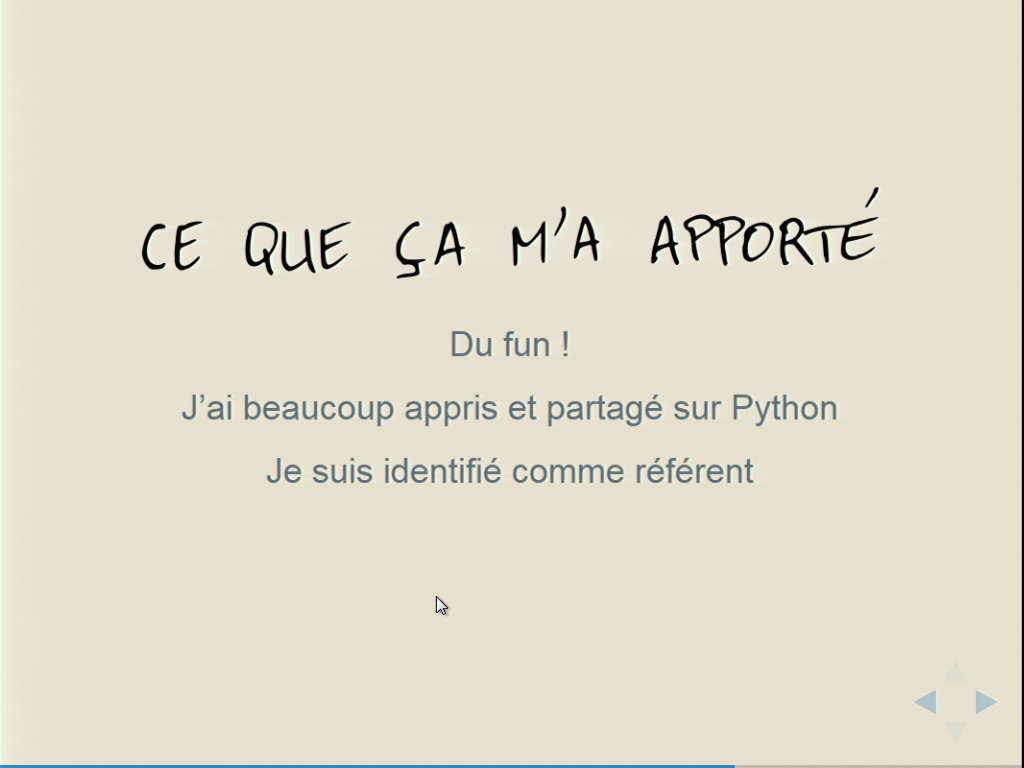 CE QUE ÇA M'A APPORTÉ
Du fun !
J’ai beaucoup appris et partagé sur Python
Je suis identifié comme référent